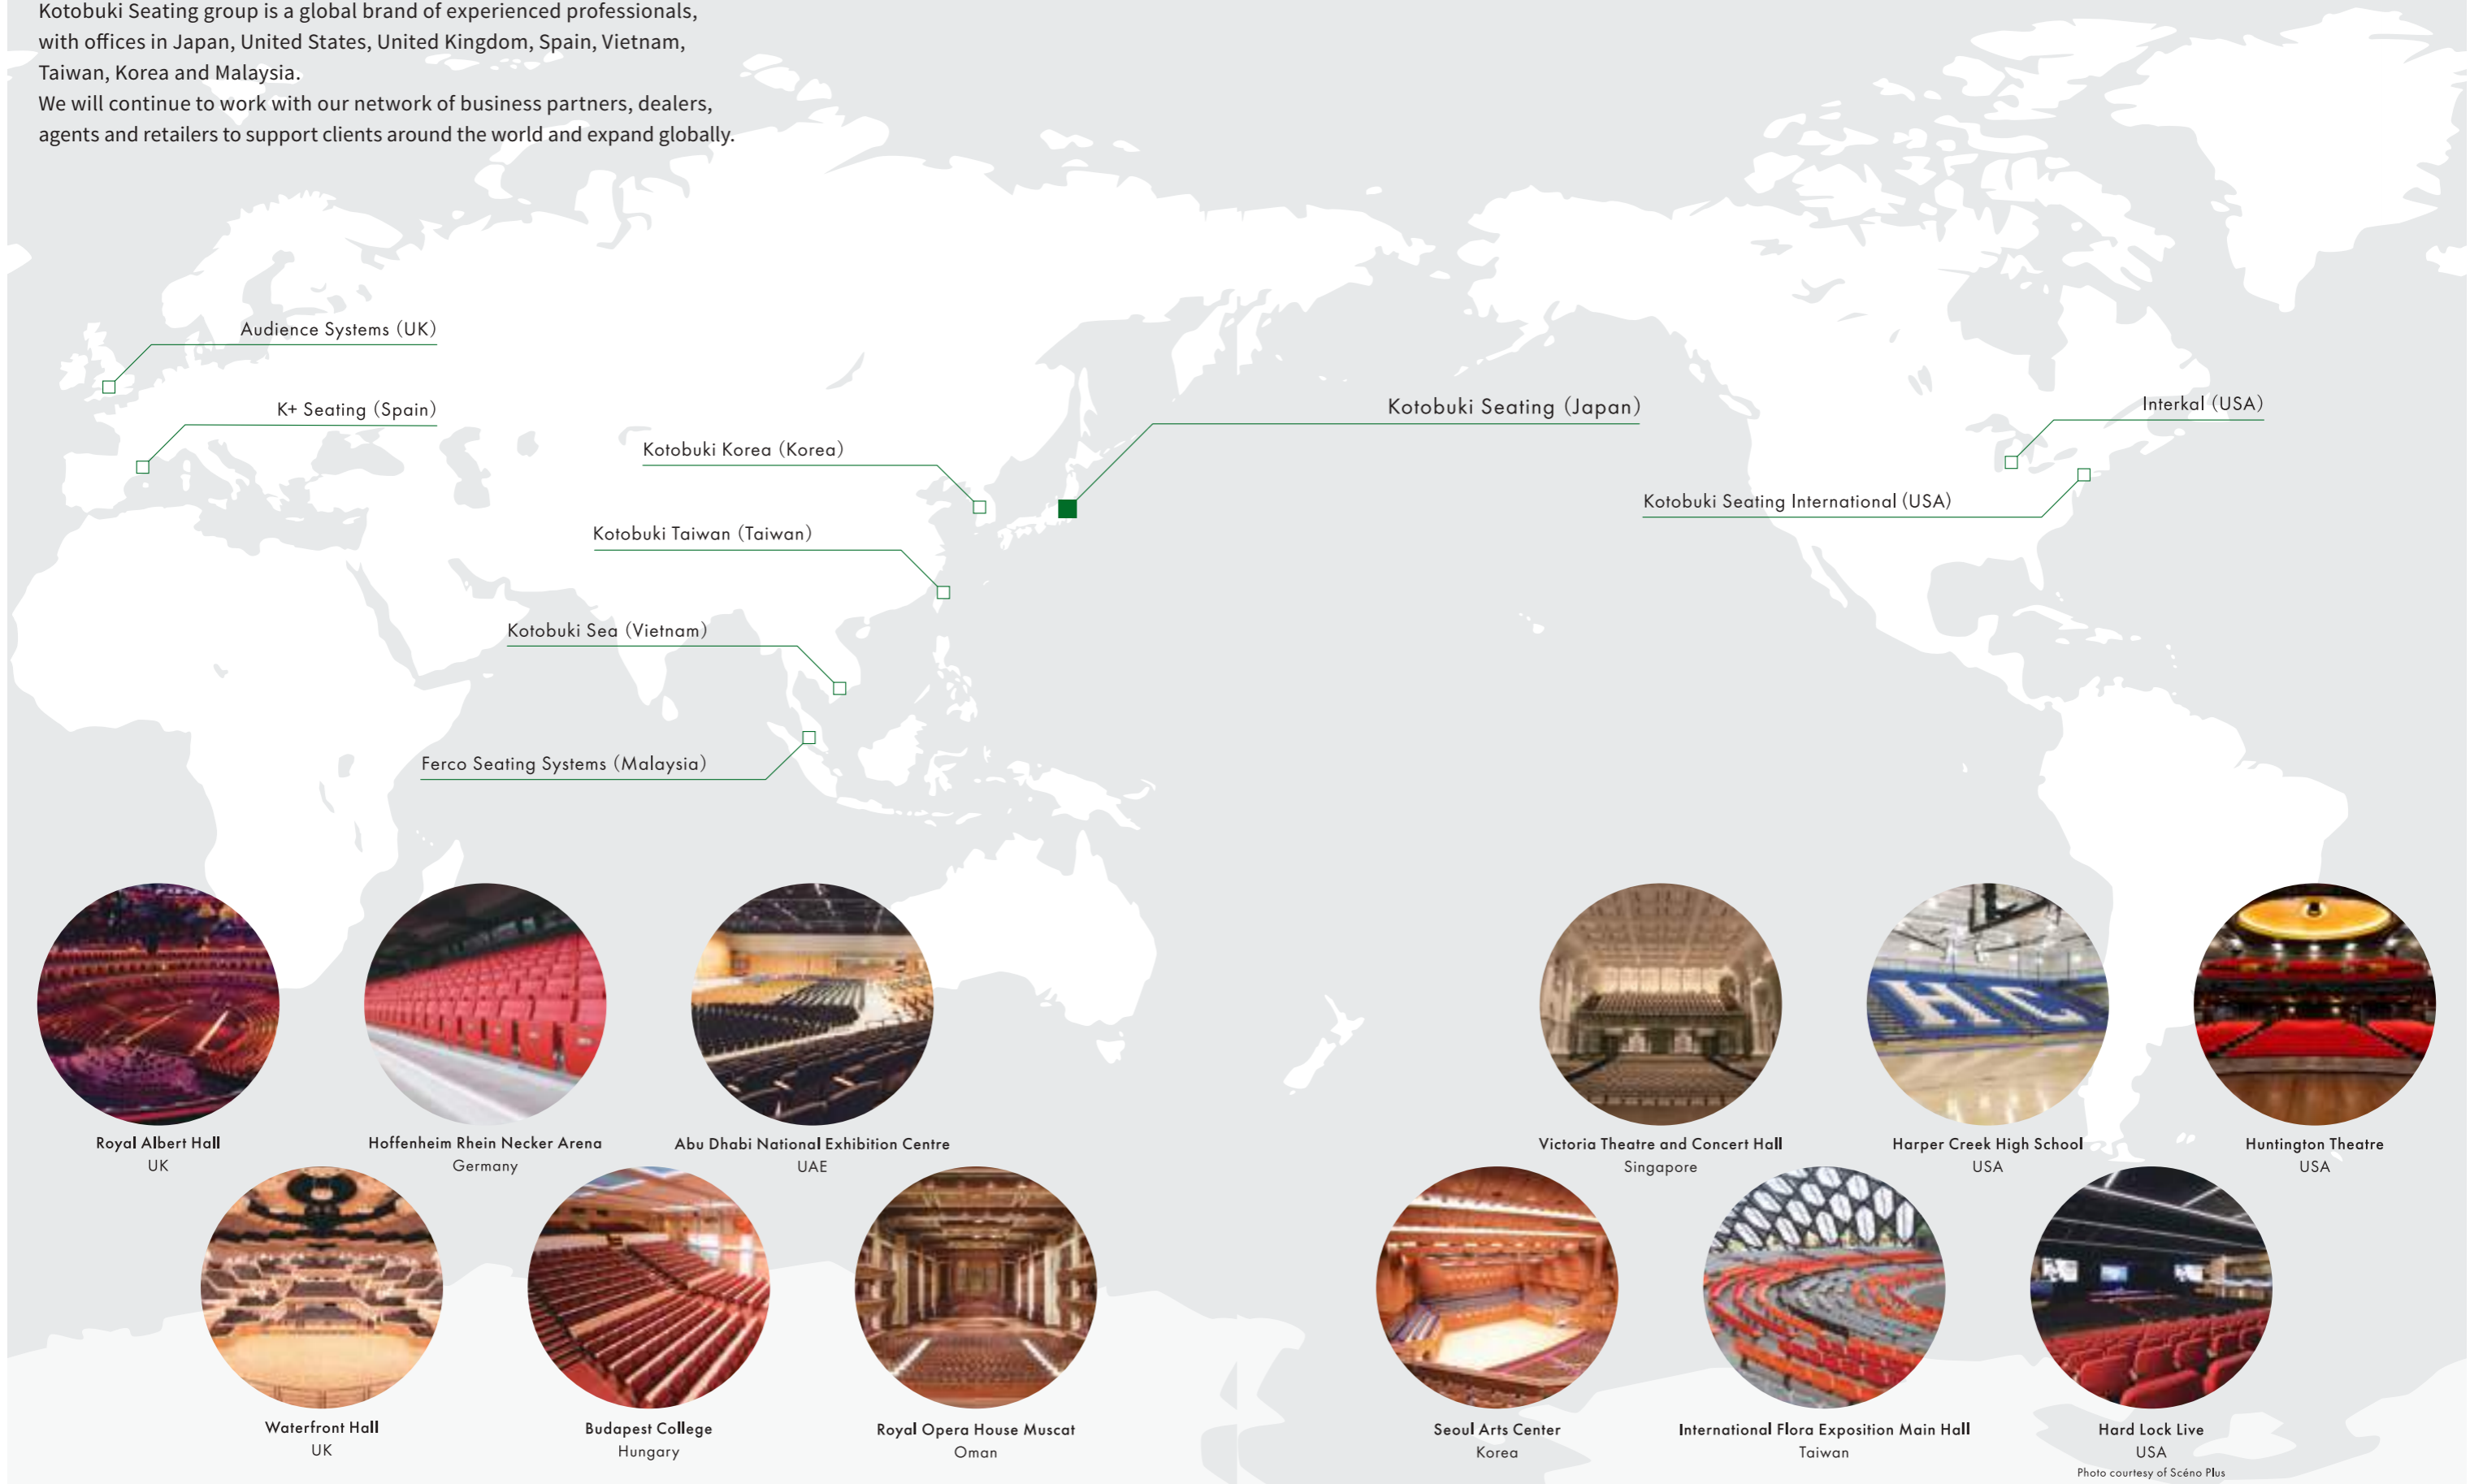 Kotobuki Seating group is a global brand of experienced professionals,
with offices in Japan, United States, United Kingdom, Spain, Vietnam,
Taiwan, Korea and Malaysia.
We will continue to work with our network of business partners, dealers,
agents and retailers to support clients around the world and expand globally.
Audience Systems (UK)
K+ Seating (Spain)
Kotobuki Korea (Korea)
Kotobuki Seating (Japan)
Interkal (USA)
Kotobuki Seating International (USA)
Kotobuki Taiwan (Taiwan)
Kotobuki Sea (Vietnam)
Ferco Seating Systems (Malaysia)
HC
Royal Albert Hall
UK
Hoffenheim Rhein Necker Arena
Germany
Abu Dhabi National Exhibition Centre
UAE
Victoria Theatre and Concert Hall
Singapore
Harper Creek High School
USA
Huntington Theatre
USA
Waterfront Hall
UK
Budapest College
Hungary
Royal Opera House Muscat
Oman
Seoul Arts Center
Korea
International Flora Exposition Main Hall
Taiwan
Hard Lock Live
USA
Photo courtesy of Scéno Plus